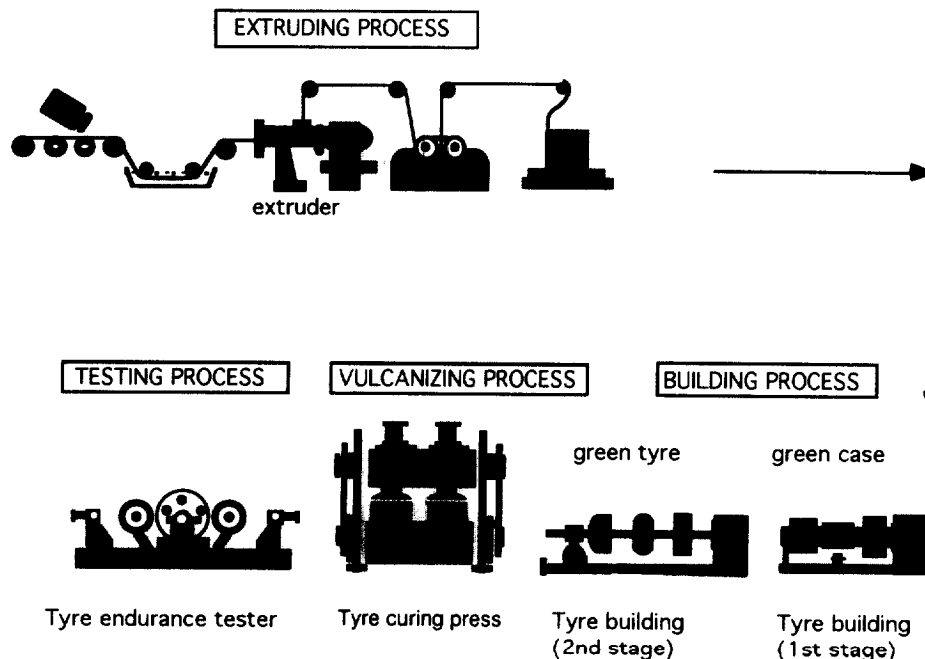 EXTRUDING PROCESS
extruder
TESTING PROCESS
VULCANIZING PROCESS
BUILDING PROCESS
green tyre
green case
Tyre endurance tester
Tyre curing press
Tyre building
(2nd stage)
Tyre building
(1st stage)